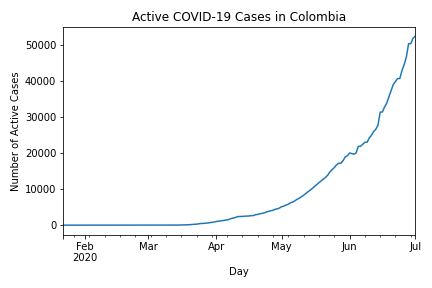 Active COVID-19 Cases in Colombia
Number of Active Cases
50000
40000
30000
20000
10000
0
Feb
2020
Mar
Apr
May
Jun
Jul
Day